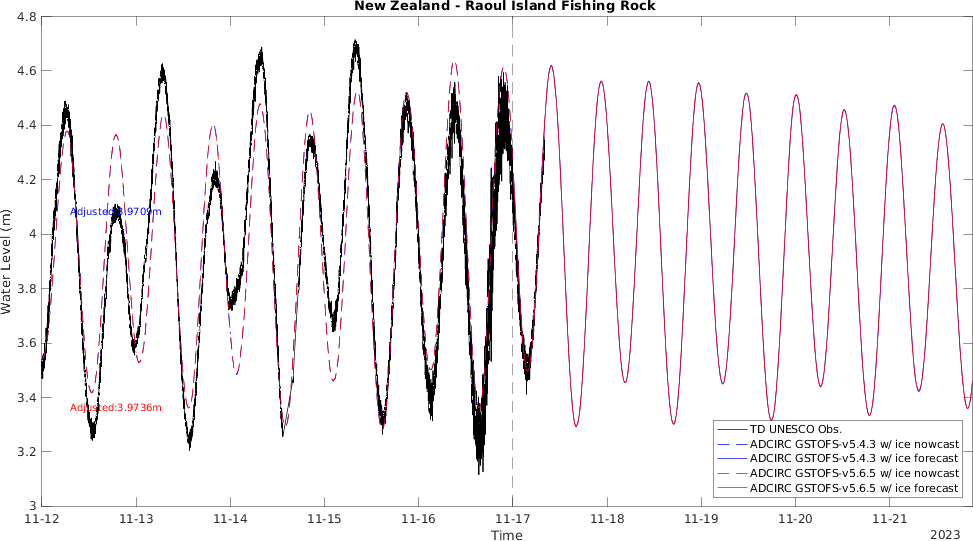 New Zealand - Raoul Island Fishing Rock
4.8
4.6
4.4
4.2
4
3.8
3.6
3.4
3.2
3
Water Level (m)
Adjusted:3.9709m
Adjusted:3.9736m
TD UNESCO Obs.
ADCIRC GSTOFS-v5.4.3 w/ ice nowcast
ADCIRC GSTOFS-v5.4.3 w/ ice forecast
ADCIRC GSTOFS-v5.6.5 w/ ice nowcast
ADCIRC GSTOFS-v5.6.5 w/ ice forecast
11-12 11-13 11-14 11-15 11-16 11-17 11-18 11-19 11-20 11-21
Time
2023